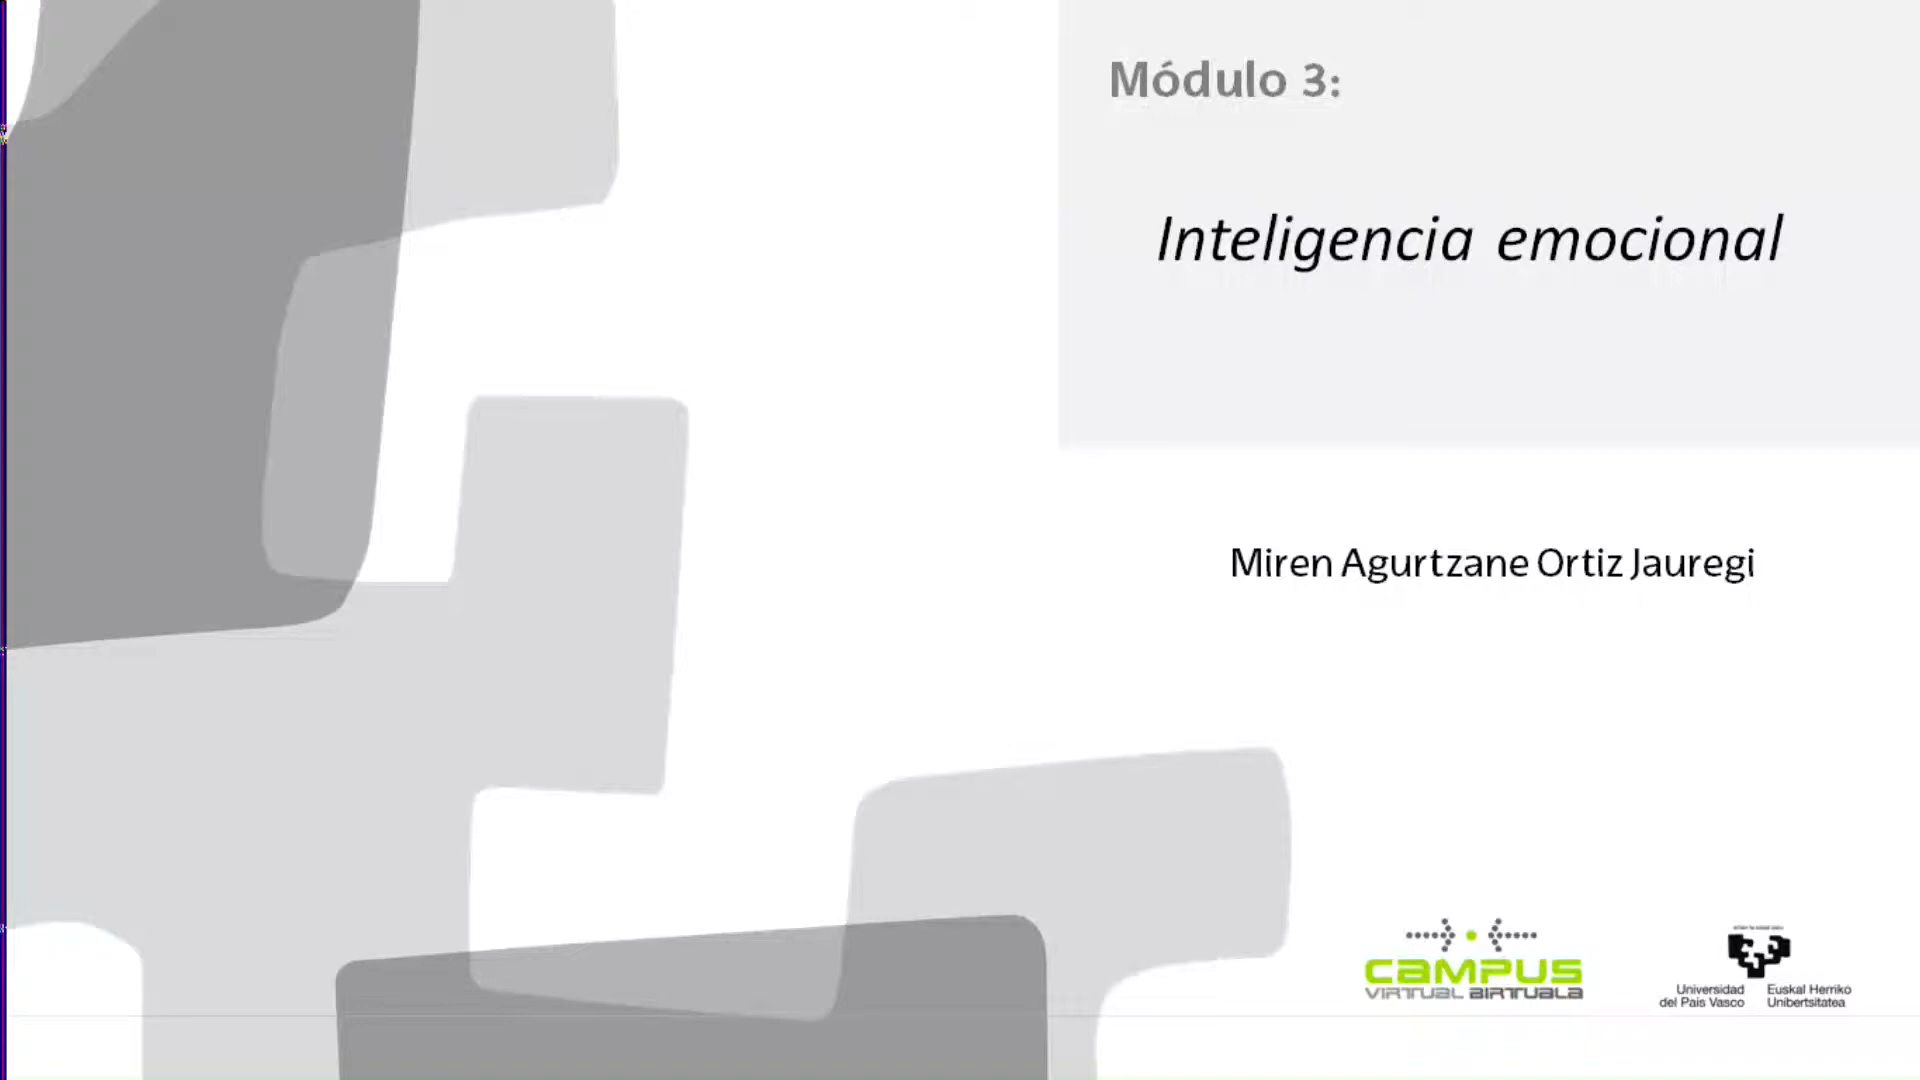 Módulo 3:
Inteligencia emocional
Miren Agurtzane Ortiz Jauregi
CAMPUS
VIRTUAL BIRTUALA
Universidad
del País Vasco
Euskal Herriko
Unibertsitatea